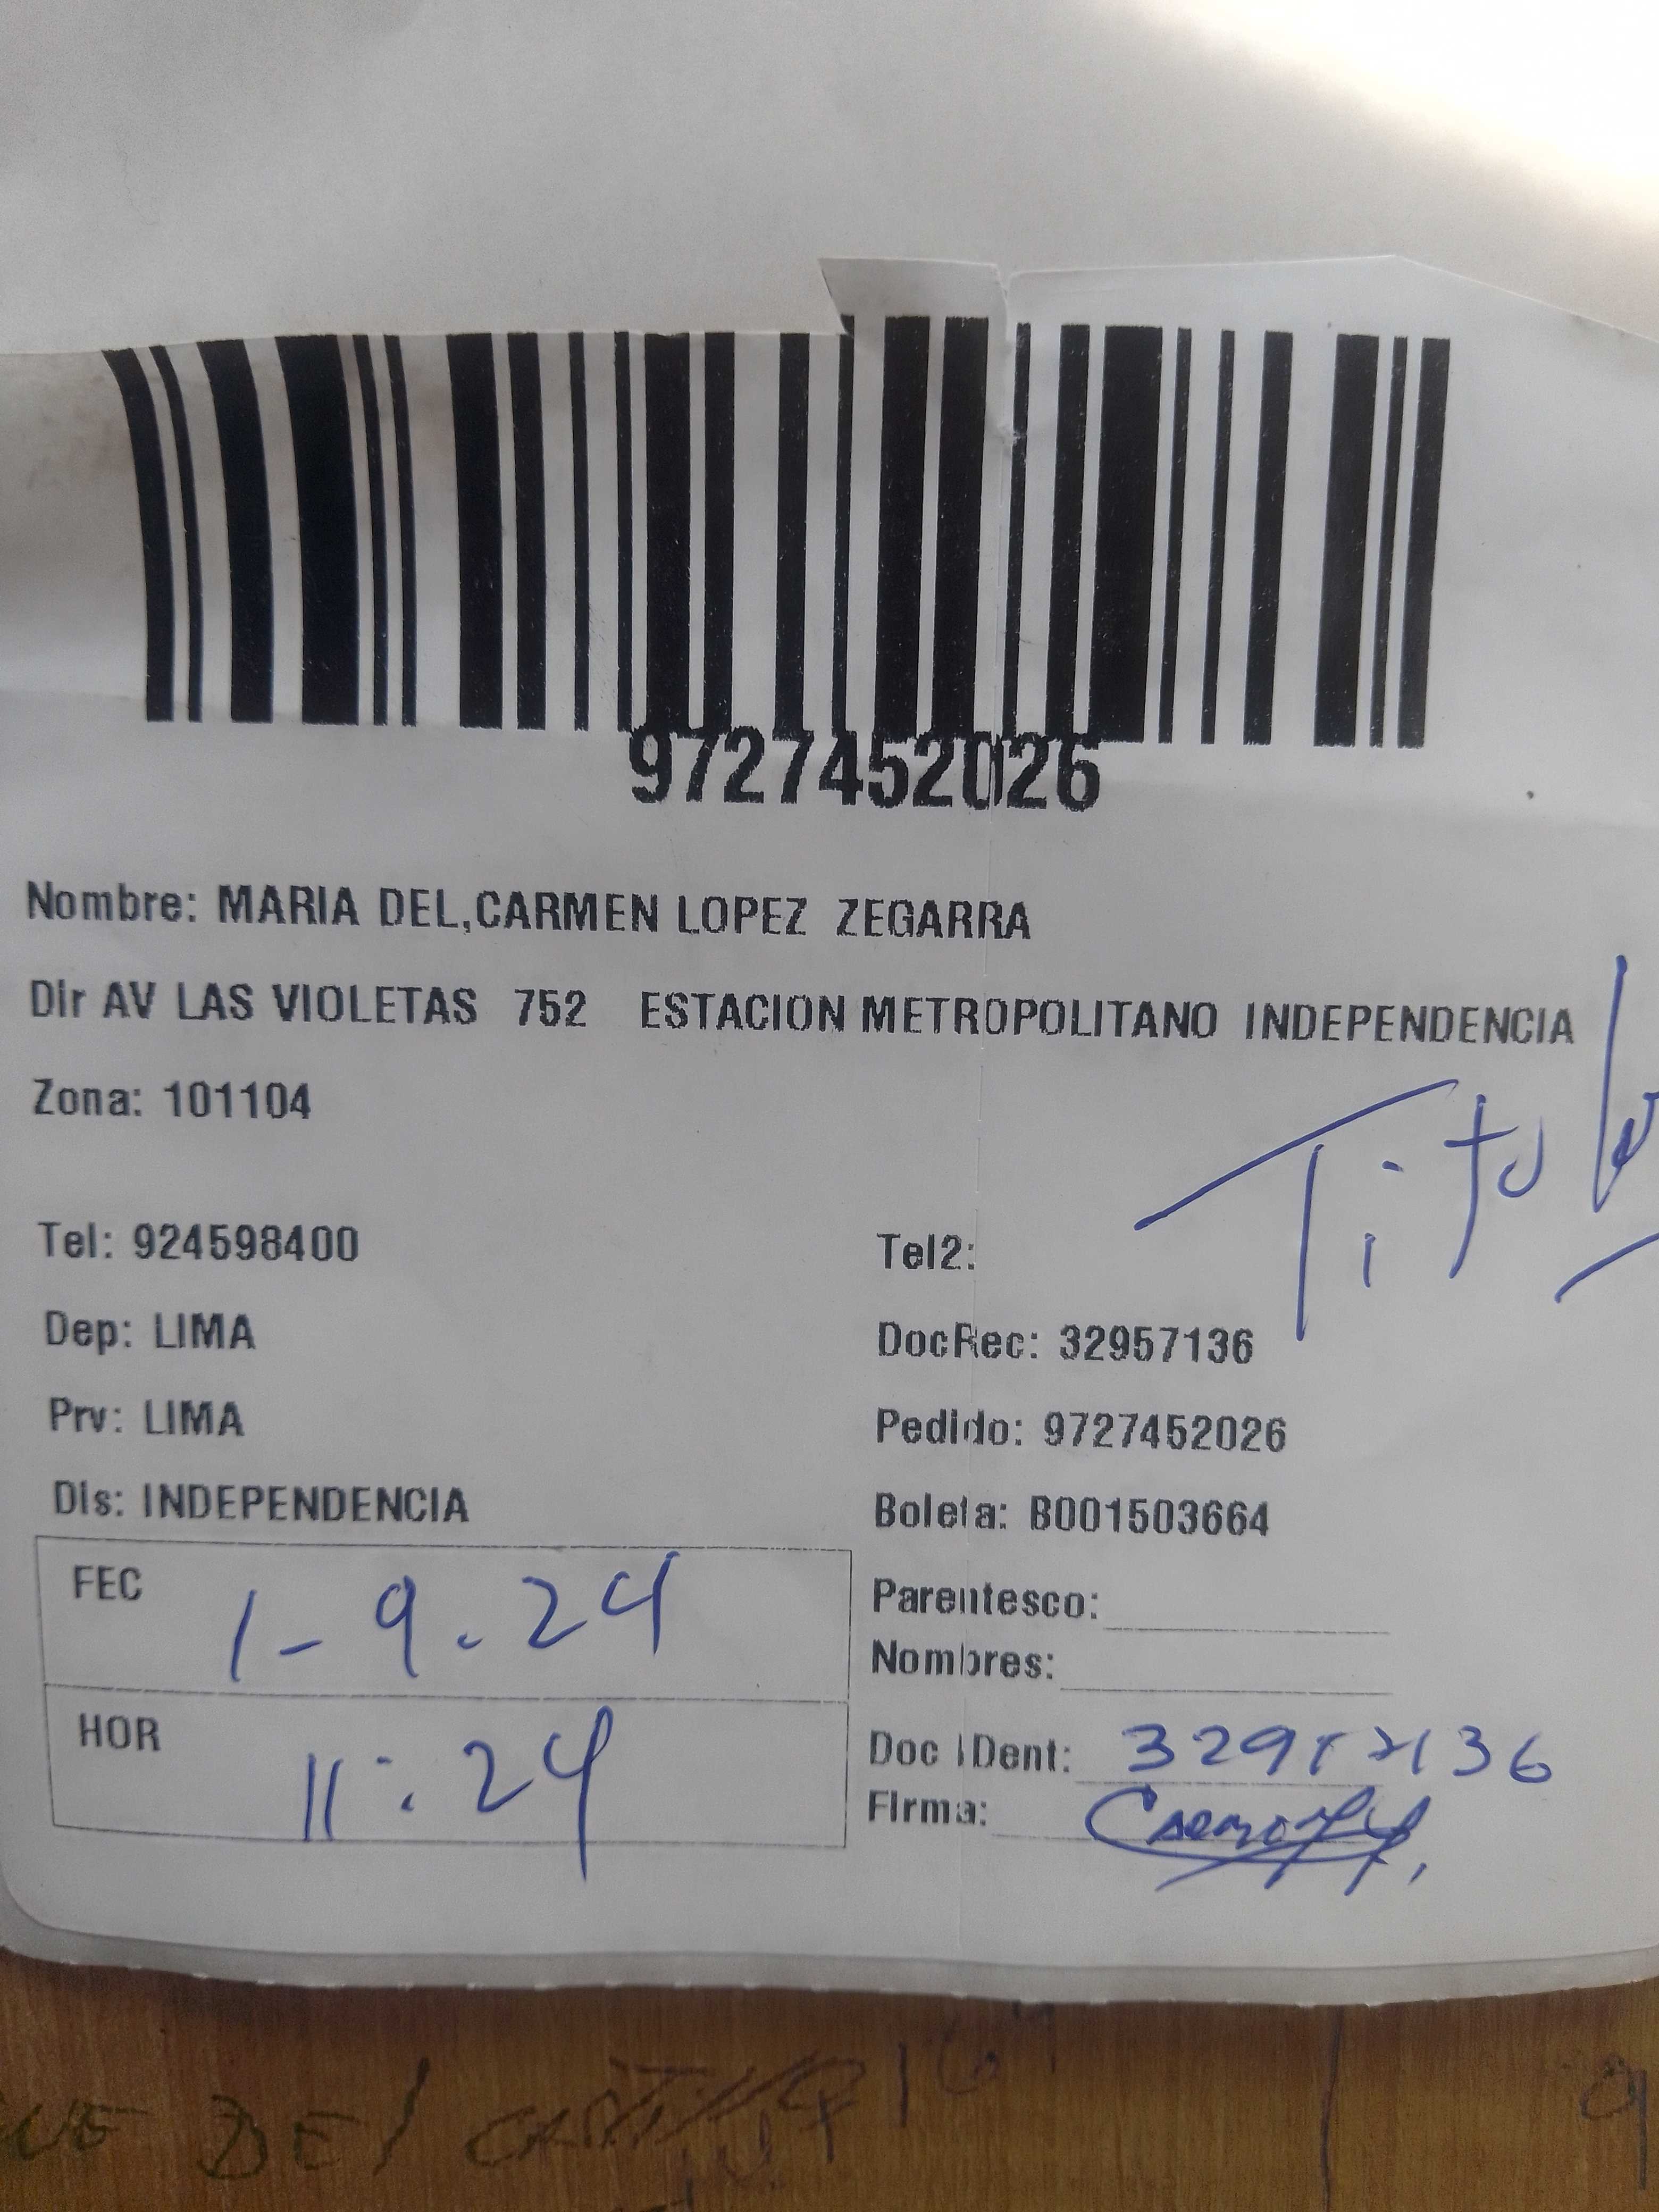 9727452026
Nombre: MARIA DEL,CARMEN LOPEZ ZEGARRA
Dir AV LAS VIOLETAS 752 ESTACION METROPOLITANO INDEPENDENCIA
Zona: 101104
Titular
Tel: 924598400 Tel2:
Dep: LIMA DocRec: 32957136
Prv: LIMA Pedido: 9727452026
Dis: INDEPENDENCIA Boleta: B001503664
FEC 1-9-24 Parentesco:
Nombres:
HOR 11:24 Doc IDent: 32957136
Firma:
DEL